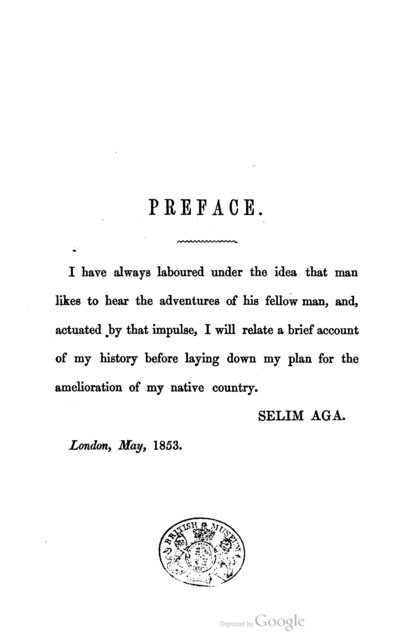 PREFACE.
I have always laboured under the idea that man
likes to hear the adventures of his fellow man, and,
actuated by that impulse, I will relate a brief account
of my history before laying down my plan for the
amelioration of my native country.
SELIM AGA.
London, May, 1853.
BRITISH MUSEUM
Digitized by Google